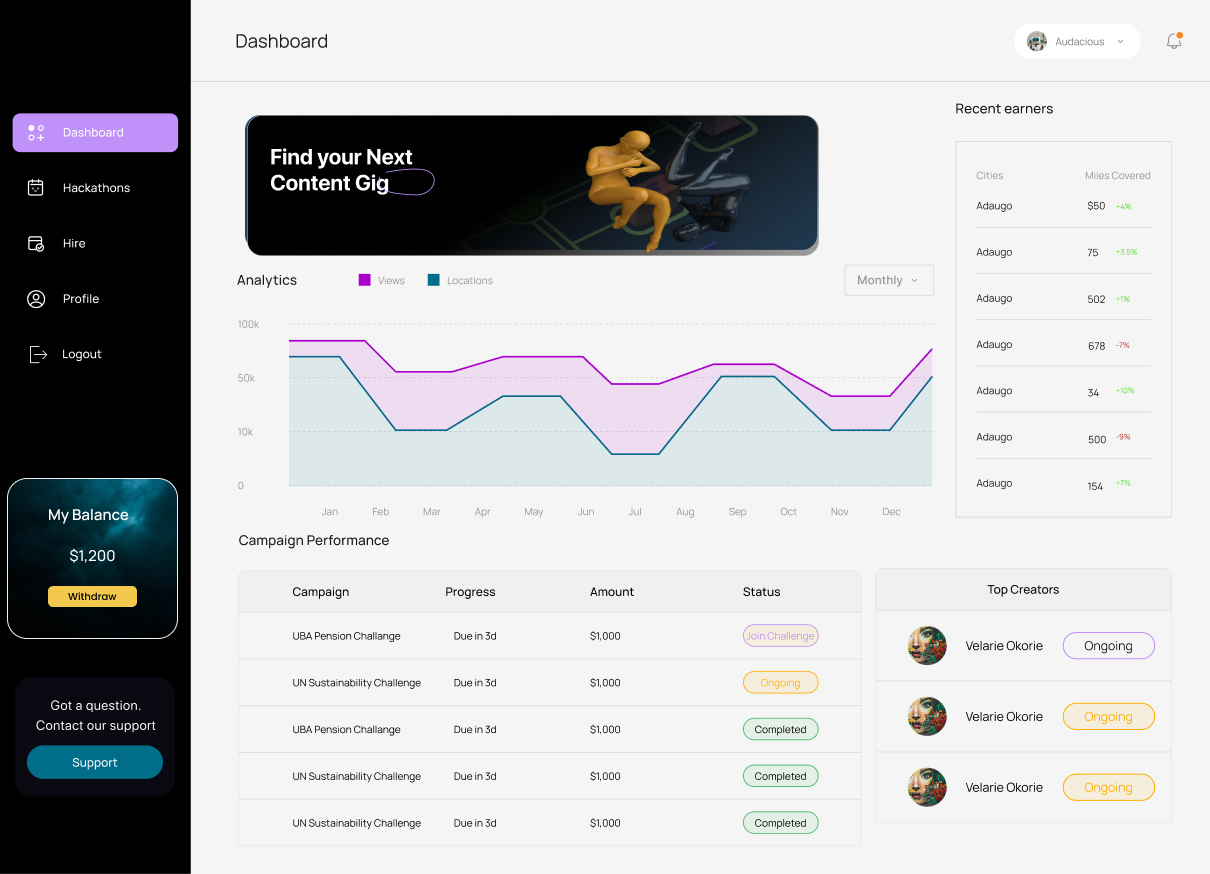 Dashboard
Audacious
Dashboard
Hackathons
Hire
Profile
Logout
My Balance
$1,200
Withdraw
Got a question.
Contact our support
Support
Find your Next
Content Gig
Analytics
Views
Locations
Monthly
100k
50k
10k
0
Jan Feb Mar Apr May Jun Jul Aug Sep Oct Nov Dec
Recent earners
Cities Miles Covered
Adaugo $50 +4%
Adaugo 75 +3.5%
Adaugo 502 +1%
Adaugo 678 -7%
Adaugo 34 +10%
Adaugo 500 -9%
Adaugo 154 +7%
Campaign Performance
Campaign Progress Amount Status
UBA Pension Challange Due in 3d $1,000 Join Challenge
UN Sustainability Challenge Due in 3d $1,000 Ongoing
UBA Pension Challange Due in 3d $1,000 Completed
UN Sustainability Challenge Due in 3d $1,000 Completed
UN Sustainability Challenge Due in 3d $1,000 Completed
Top Creators
Velarie Okorie Ongoing
Velarie Okorie Ongoing
Velarie Okorie Ongoing